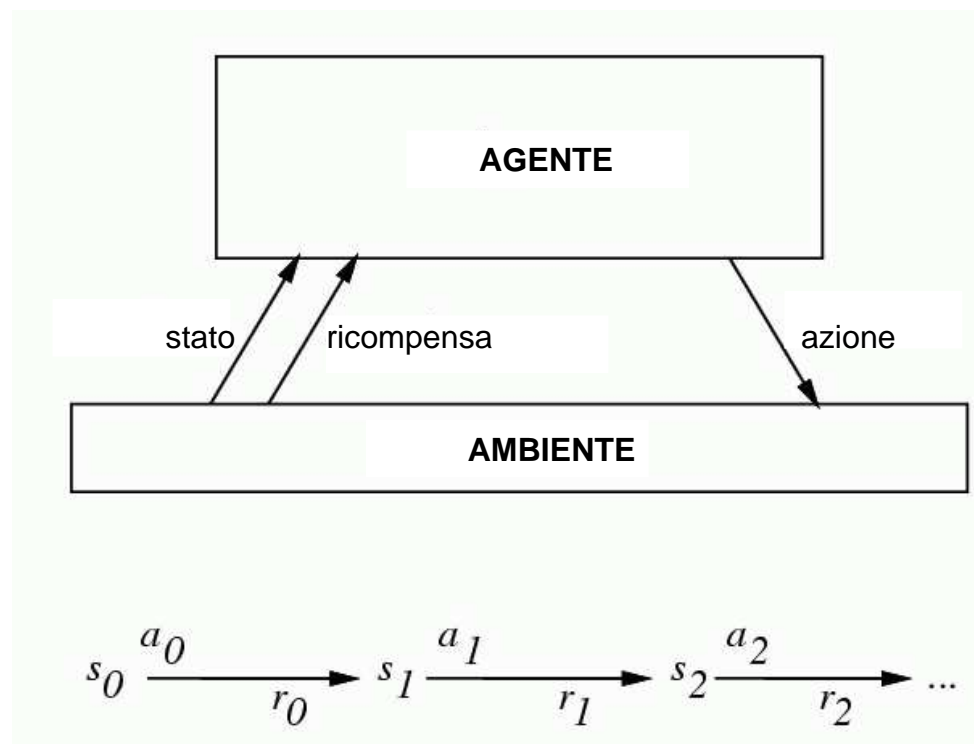 AGENTE
stato ricompensa azione
AMBIENTE
s0 a0 r0 s1 a1 r1 s2 a2 r2 ...